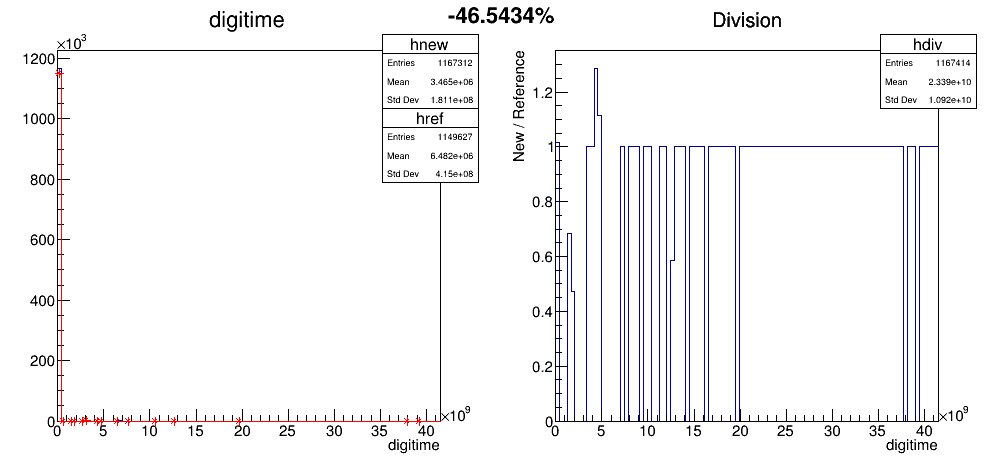 -46.5434%
digitime
×10³
hnew
Entries 1167312
Mean 3.465e+06
Std Dev 1.811e+08
href
Entries 1149627
Mean 6.482e+06
Std Dev 4.15e+08
1200
1000
800
600
400
200
0
0 5 10 15 20 25 30 35 40
×10⁹
digitime
Division
hdiv
Entries 1167414
Mean 2.339e+10
Std Dev 1.092e+10
New / Reference
1.2
1
0.8
0.6
0.4
0.2
0
0 5 10 15 20 25 30 35 40
×10⁹
digitime